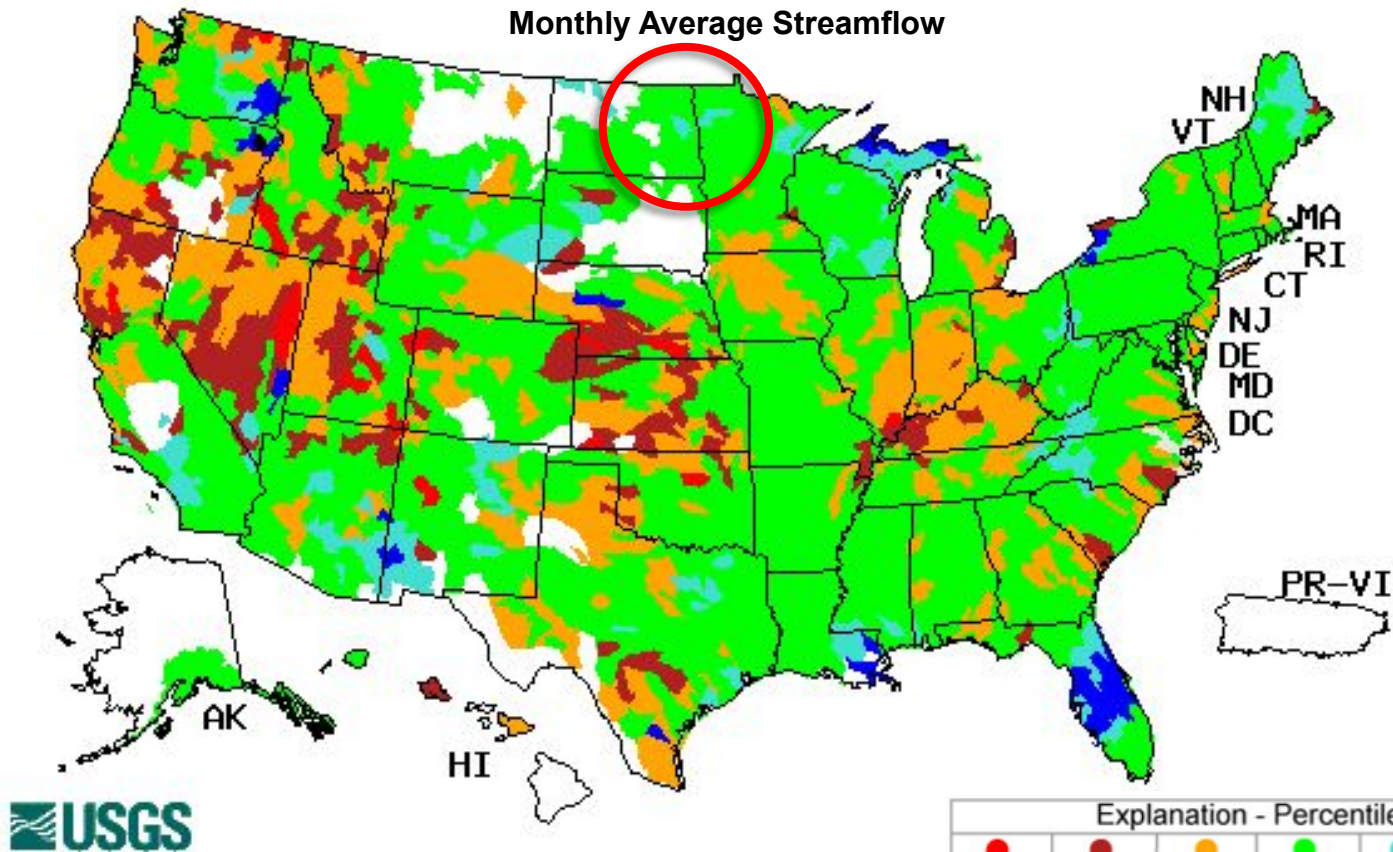 Monthly Average Streamflow
NH
VT
MA
RI
CT
NJ
DE
MD
DC
PR-VI
AK
HI
USGS
Explanation - Percentile